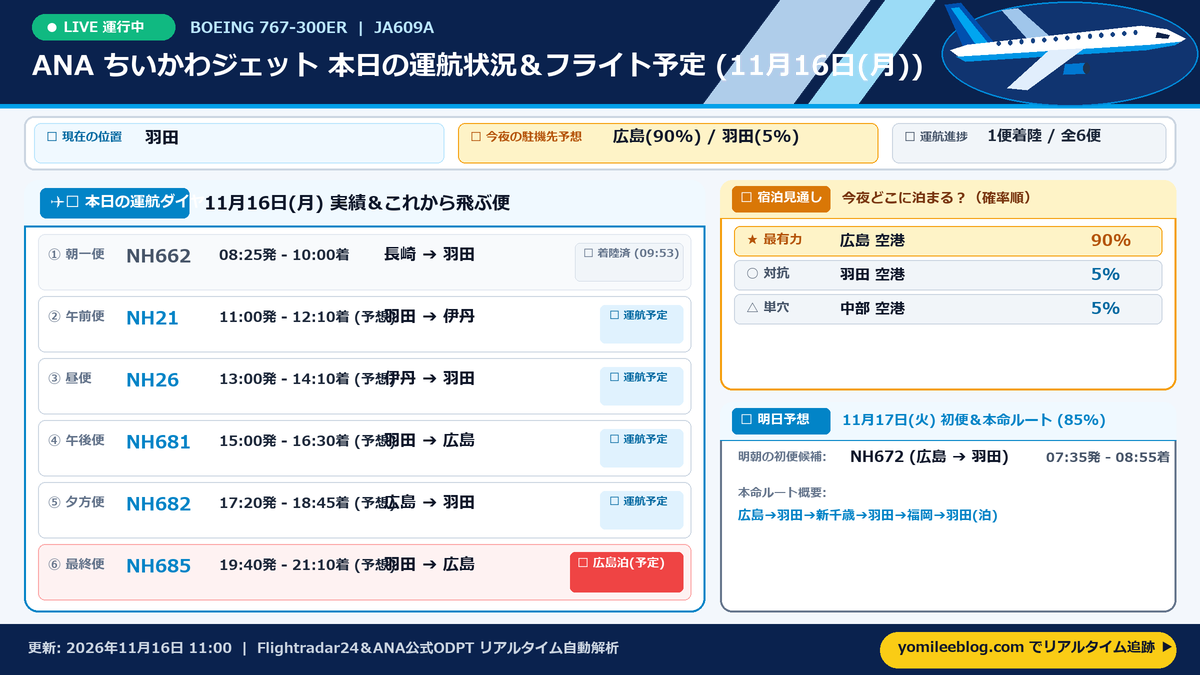 ● LIVE 運行中 BOEING 767-300ER | JA609A
ANA ちいかわジェット 本日の運航状況＆フライト予定 (11月16日(月))
□ 現在の位置 羽田
□ 今夜の駐機先予想 広島(90%) / 羽田(5%)
□ 運航進捗 1便着陸 / 全6便
✈□ 本日の運航ダイ 11月16日(月) 実績＆これから飛ぶ便
① 朝一便 NH662 08:25発 - 10:00着 長崎 → 羽田 □ 着陸済 (09:53)
② 午前便 NH21 11:00発 - 12:10着 (予想) 羽田 → 伊丹 □ 運航予定
③ 昼便 NH26 13:00発 - 14:10着 (予想) 伊丹 → 羽田 □ 運航予定
④ 午後便 NH681 15:00発 - 16:30着 (予想) 羽田 → 広島 □ 運航予定
⑤ 夕方便 NH682 17:20発 - 18:45着 (予想) 広島 → 羽田 □ 運航予定
⑥ 最終便 NH685 19:40発 - 21:10着 (予想) 羽田 → 広島 □ 広島泊(予定)
□ 宿泊見通し 今夜どこに泊まる？（確率順）
★ 最有力 広島 空港 90%
○ 対抗 羽田 空港 5%
△ 単穴 中部 空港 5%
□ 明日予想 11月17日(火) 初便＆本命ルート (85%)
明朝の初便候補: NH672 (広島 → 羽田) 07:35発 - 08:55着
本命ルート概要:
広島→羽田→新千歳→羽田→福岡→羽田(泊)
更新: 2026年11月16日 11:00 | Flightradar24＆ANA公式ODPT リアルタイム自動解析
yomileeblog.com でリアルタイム追跡 ▶